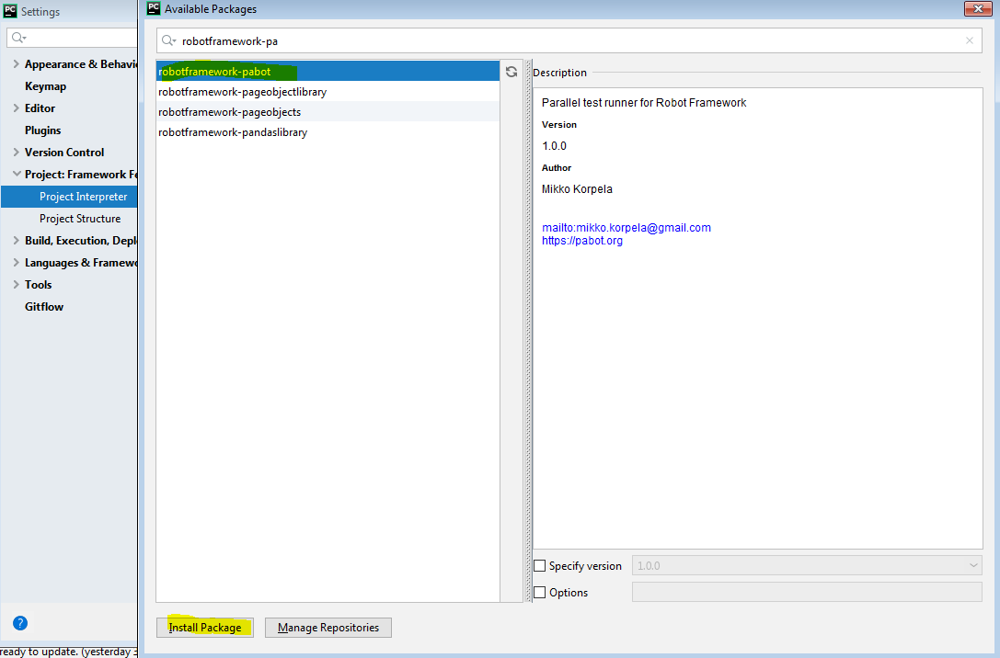 PC Settings
PC Available Packages
robotframework-pa
Appearance & Behavi
Keymap
Editor
Plugins
Version Control
Project: Framework Fe
Project Interpreter
Project Structure
Build, Execution, Depl
Languages & Framewo
Tools
Gitflow
?
ready to update. (yesterday 3
robotframework-pabot
robotframework-pageobjectlibrary
robotframework-pageobjects
robotframework-pandaslibrary
Description
Parallel test runner for Robot Framework
Version
1.0.0
Author
Mikko Korpela
mailto:mikko.korpela@gmail.com
https://pabot.org
Specify version 1.0.0
Options
Install Package Manage Repositories